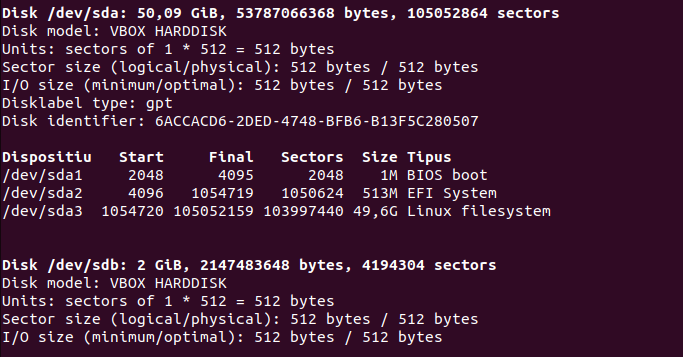 Disk /dev/sda: 50,09 GiB, 53787066368 bytes, 105052864 sectors
Disk model: VBOX HARDDISK
Units: sectors of 1 * 512 = 512 bytes
Sector size (logical/physical): 512 bytes / 512 bytes
I/O size (minimum/optimal): 512 bytes / 512 bytes
Disklabel type: gpt
Disk identifier: 6ACCACD6-2DED-4748-BFB6-B13F5C280507
Dispositiu Start Final Sectors Size Tipus
/dev/sda1 2048 4095 2048 1M BIOS boot
/dev/sda2 4096 1054719 1050624 513M EFI System
/dev/sda3 1054720 105052159 103997440 49,6G Linux filesystem
Disk /dev/sdb: 2 GiB, 2147483648 bytes, 4194304 sectors
Disk model: VBOX HARDDISK
Units: sectors of 1 * 512 = 512 bytes
Sector size (logical/physical): 512 bytes / 512 bytes
I/O size (minimum/optimal): 512 bytes / 512 bytes